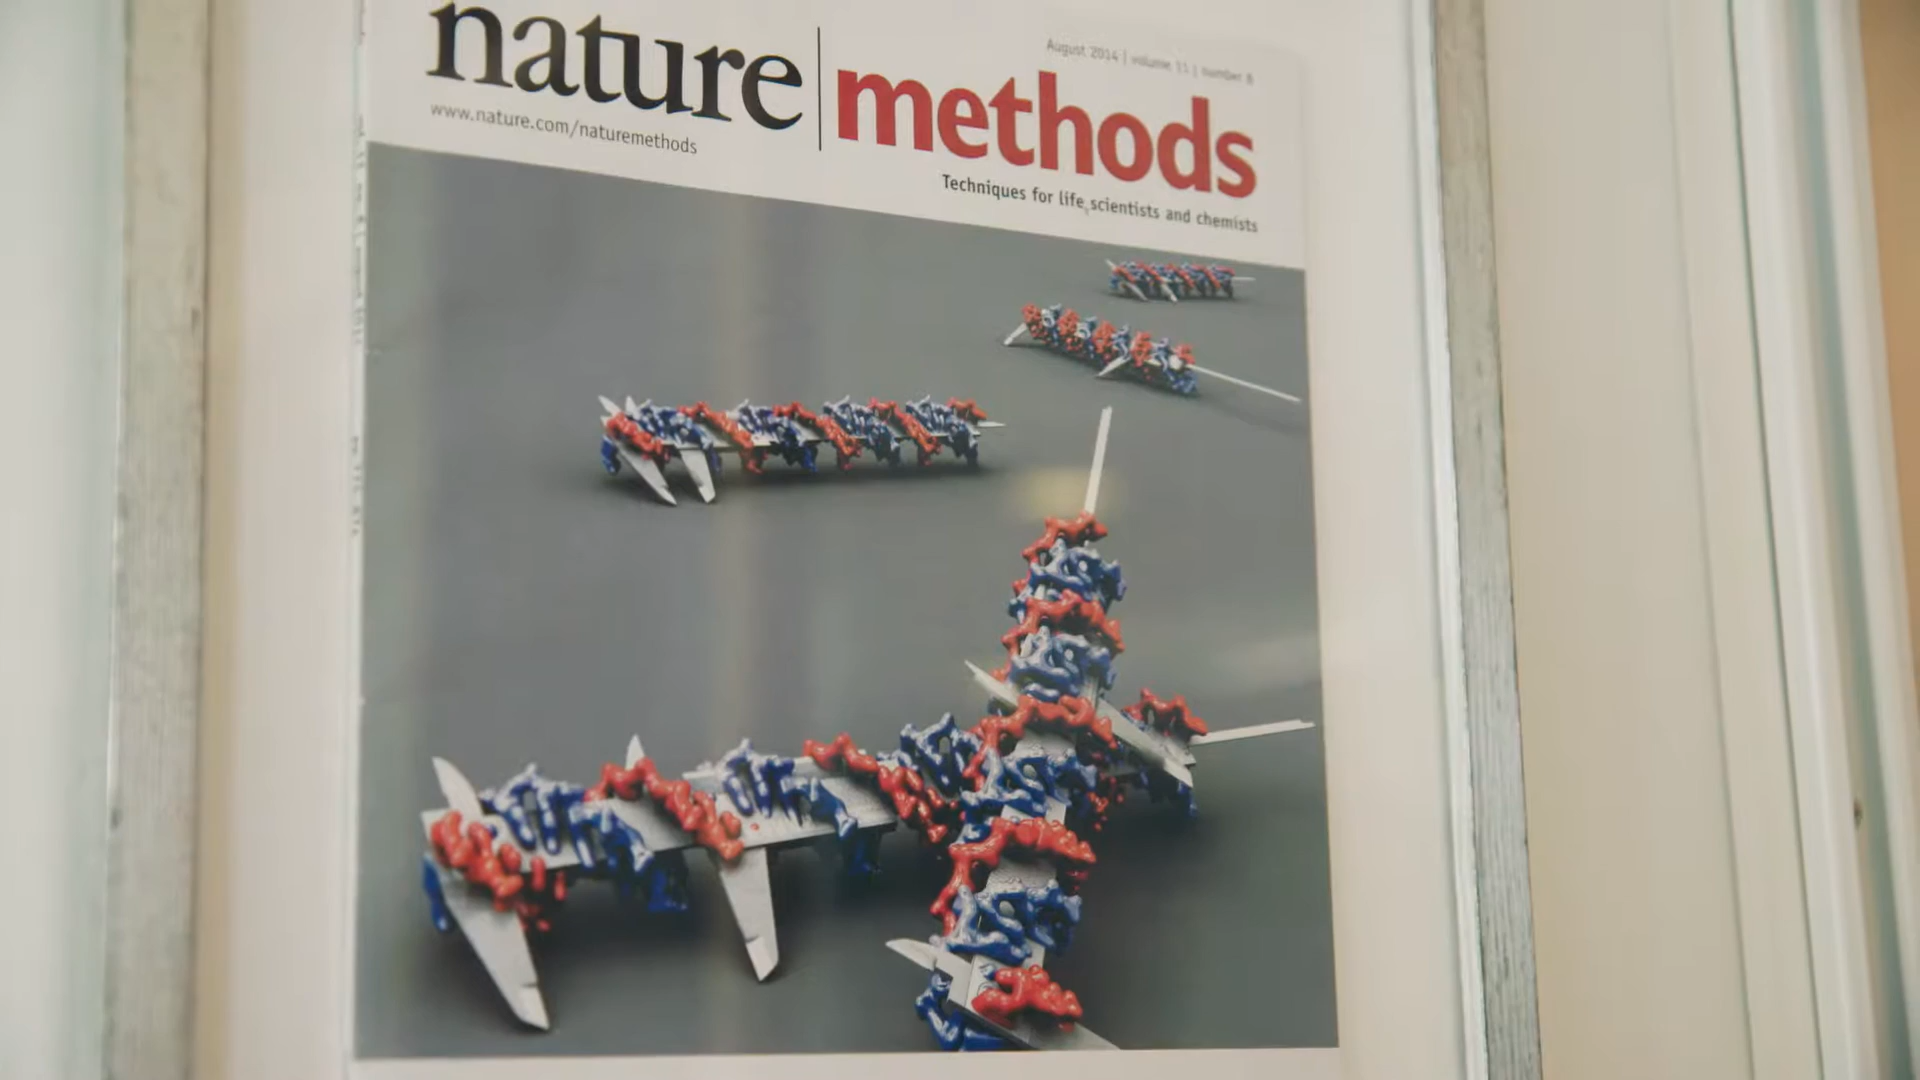 nature methods
August 2014 | volume 11 | number 8
www.nature.com/naturemethods
Techniques for life scientists and chemists